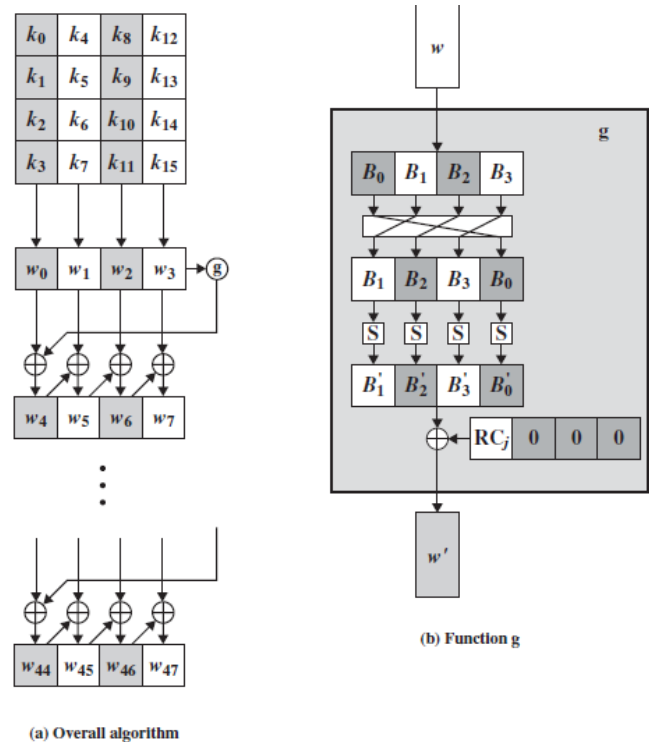 k0 k4 k8 k12
k1 k5 k9 k13
k2 k6 k10 k14
k3 k7 k11 k15
w0 w1 w2 w3 g
w4 w5 w6 w7
w44 w45 w46 w47
(a) Overall algorithm
w
g
B0 B1 B2 B3
B1 B2 B3 B0
S S S S
B'1 B'2 B'3 B'0
RCj 0 0 0
w'
(b) Function g